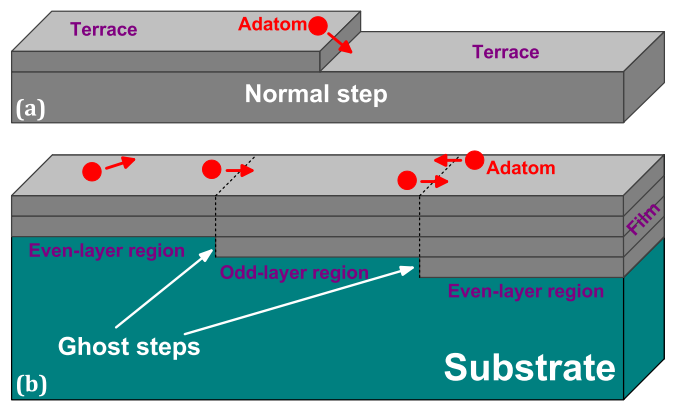 Terrace
Adatom
Terrace
Normal step
(a)
Adatom
Film
Even-layer region
Odd-layer region
Even-layer region
Ghost steps
Substrate
(b)